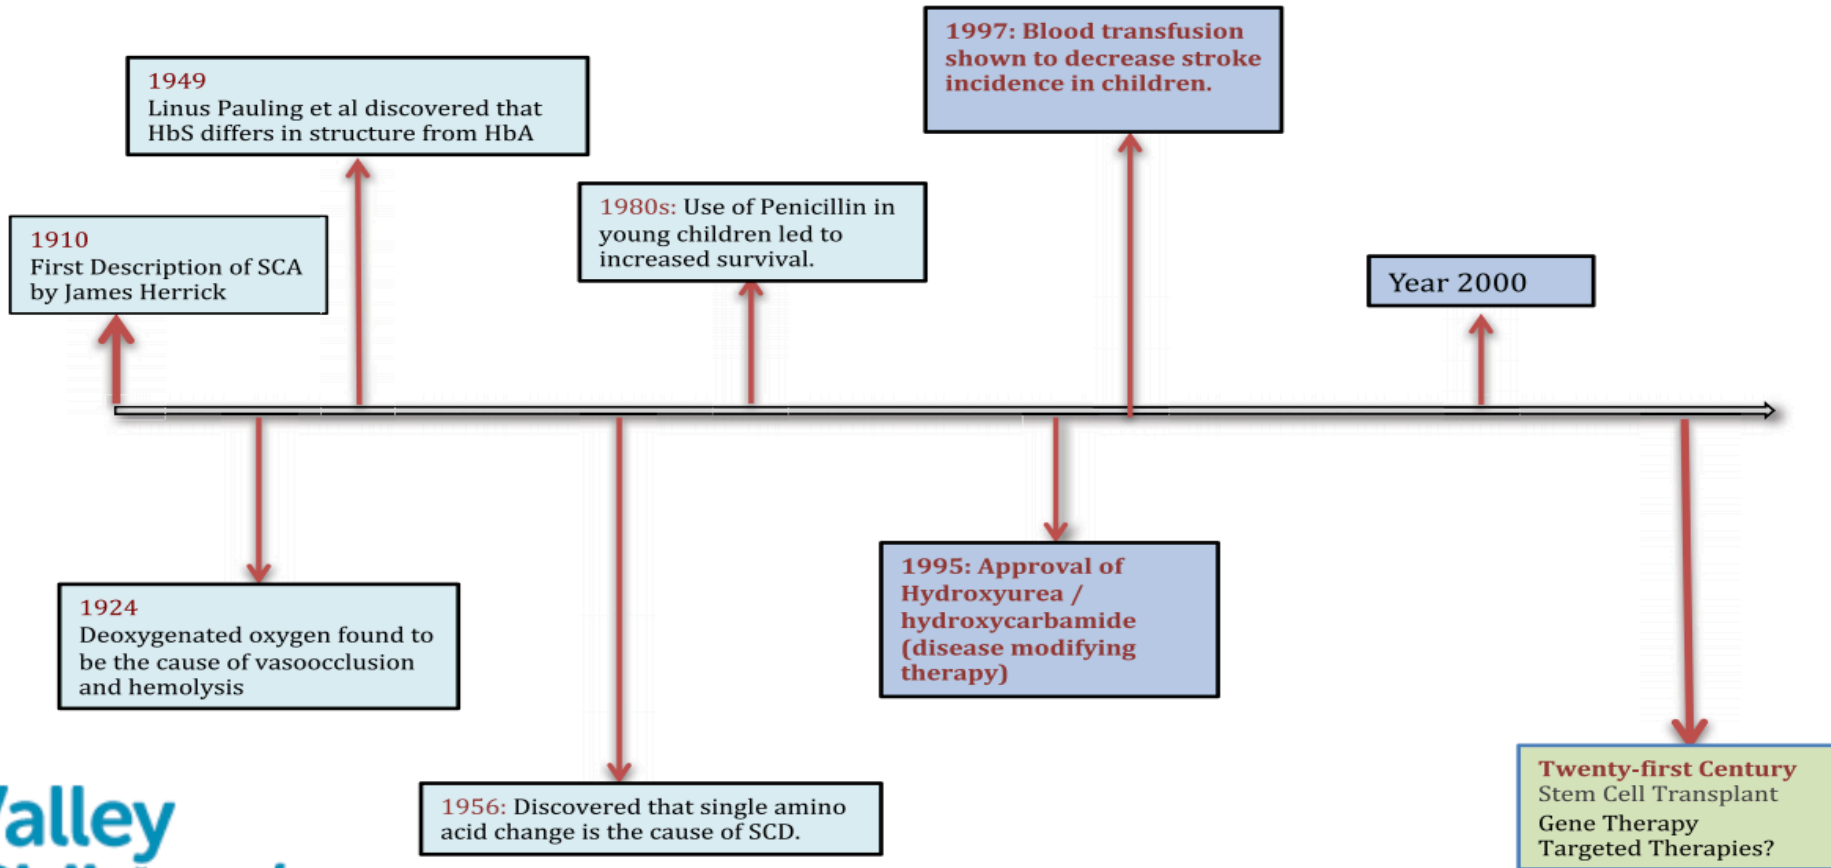 1910
First Description of SCA
by James Herrick
1924
Deoxygenated oxygen found to
be the cause of vasoocclusion
and hemolysis
1949
Linus Pauling et al discovered that
HbS differs in structure from HbA
1956: Discovered that single amino
acid change is the cause of SCD.
1980s: Use of Penicillin in
young children led to
increased survival.
1995: Approval of
Hydroxyurea /
hydroxycarbamide
(disease modifying
therapy)
1997: Blood transfusion
shown to decrease stroke
incidence in children.
Year 2000
Twenty-first Century
Stem Cell Transplant
Gene Therapy
Targeted Therapies?
Valley